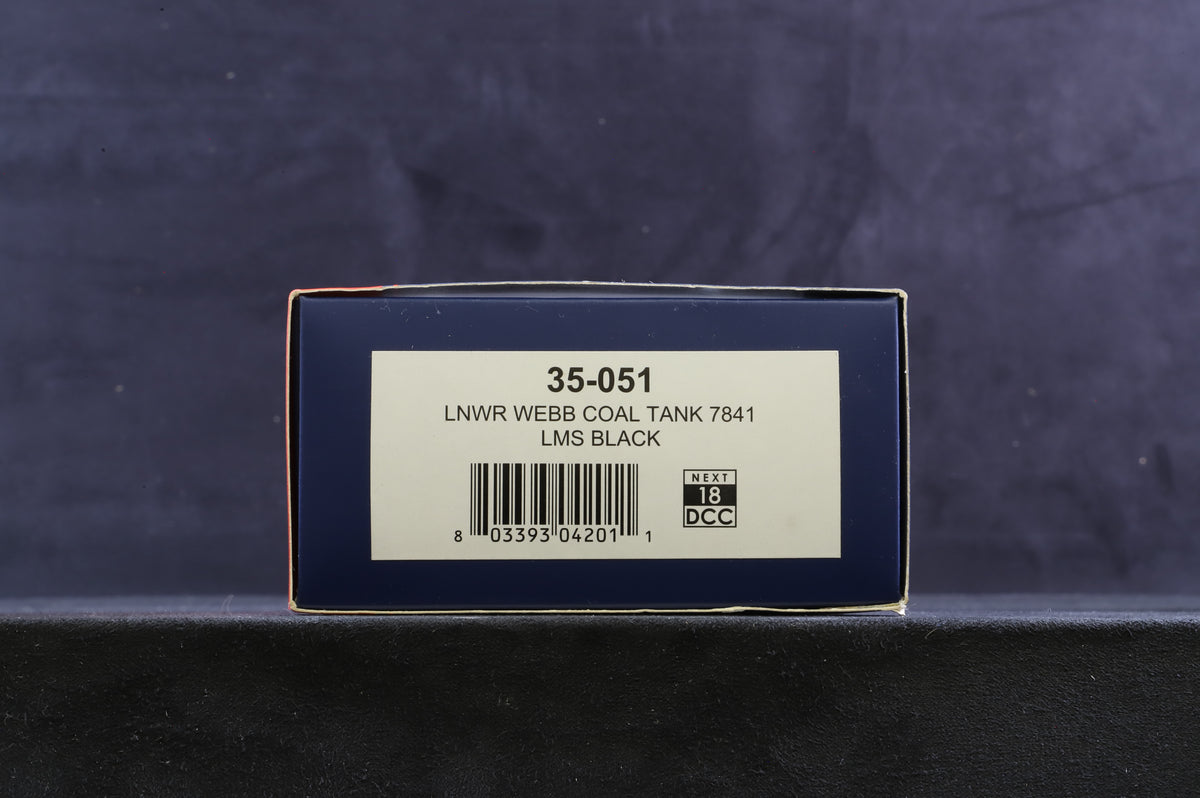 35-051
LNWR WEBB COAL TANK 7841
LMS BLACK
NEXT
18
DCC
8 03393 04201 1